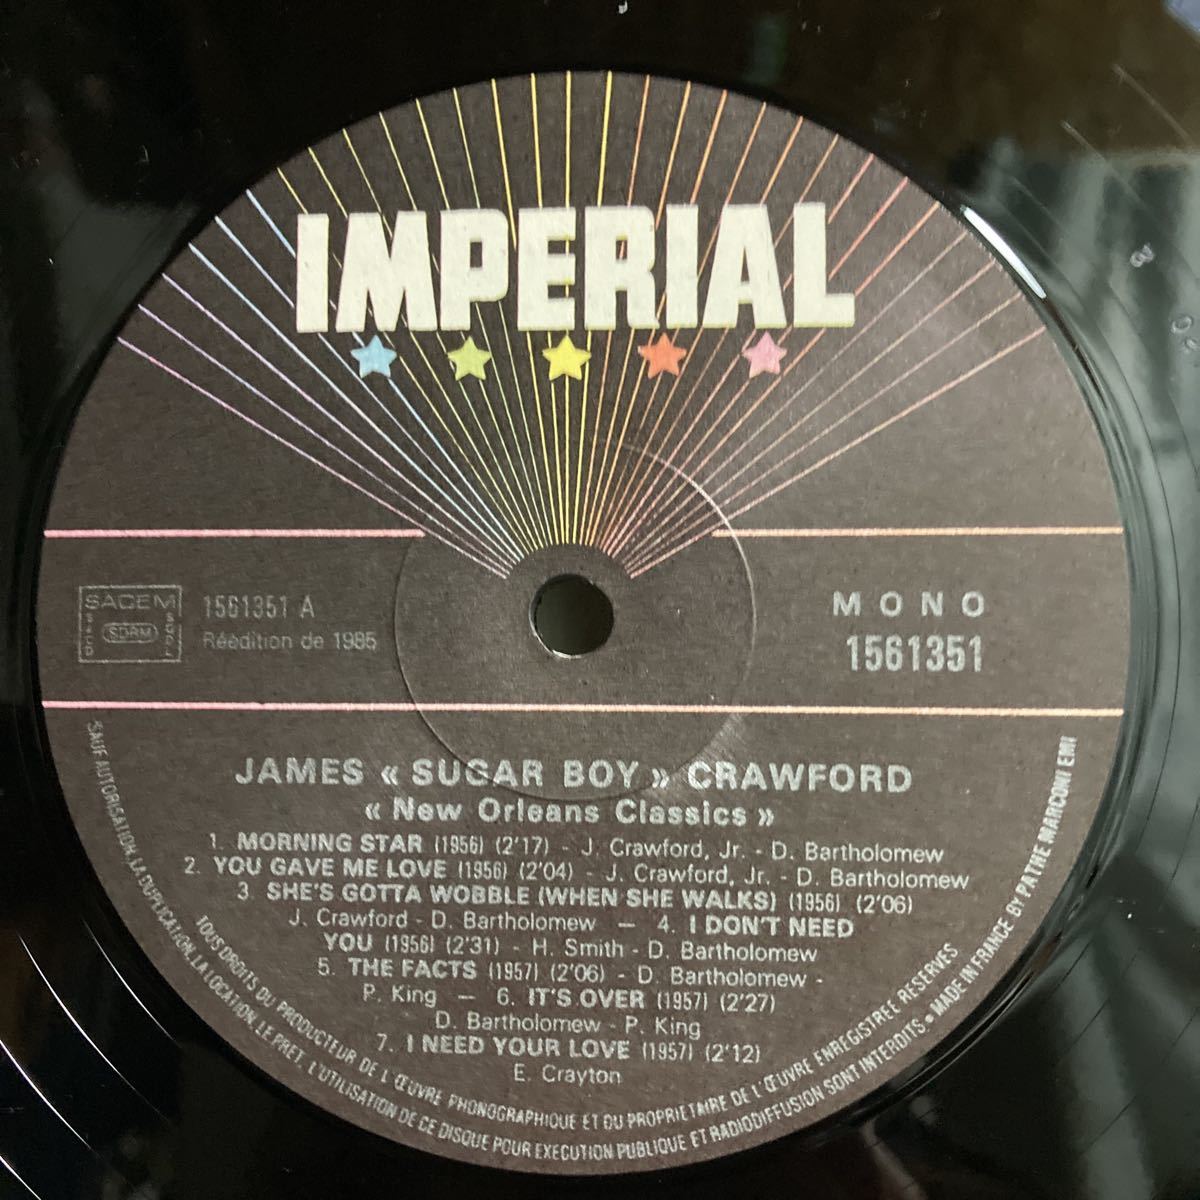 IMPERIAL
SACEM
SDRM
1561351 A
Réédition de 1985
MONO
1561351
JAMES « SUGAR BOY » CRAWFORD
« New Orleans Classics »
1. MORNING STAR (1956) (2'17) - J. Crawford, Jr. - D. Bartholomew
2. YOU GAVE ME LOVE (1956) (2'04) - J. Crawford, Jr. - D. Bartholomew
3. SHE'S GOTTA WOBBLE (WHEN SHE WALKS) (1956) (2'06)
J. Crawford - D. Bartholomew — 4. I DON'T NEED
YOU (1956) (2'31) - H. Smith - D. Bartholomew
5. THE FACTS (1957) (2'06) - D. Bartholomew -
P. King — 6. IT'S OVER (1957) (2'27)
D. Bartholomew - P. King
7. I NEED YOUR LOVE (1957) (2'12)
E. Crayton
TOUS DROITS DU PRODUCTEUR DE L'ŒUVRE PHONOGRAPHIQUE ET DU PROPRIETAIRE DE L'ŒUVRE ENREGISTREE RESERVES
SAUF AUTORISATION, LA DUPLICATION, LA LOCATION, LE PRET, L'UTILISATION DE CE DISQUE POUR EXECUTION PUBLIQUE ET RADIODIFFUSION SONT INTERDITS - MADE IN FRANCE BY PATHE MARCONI EMI